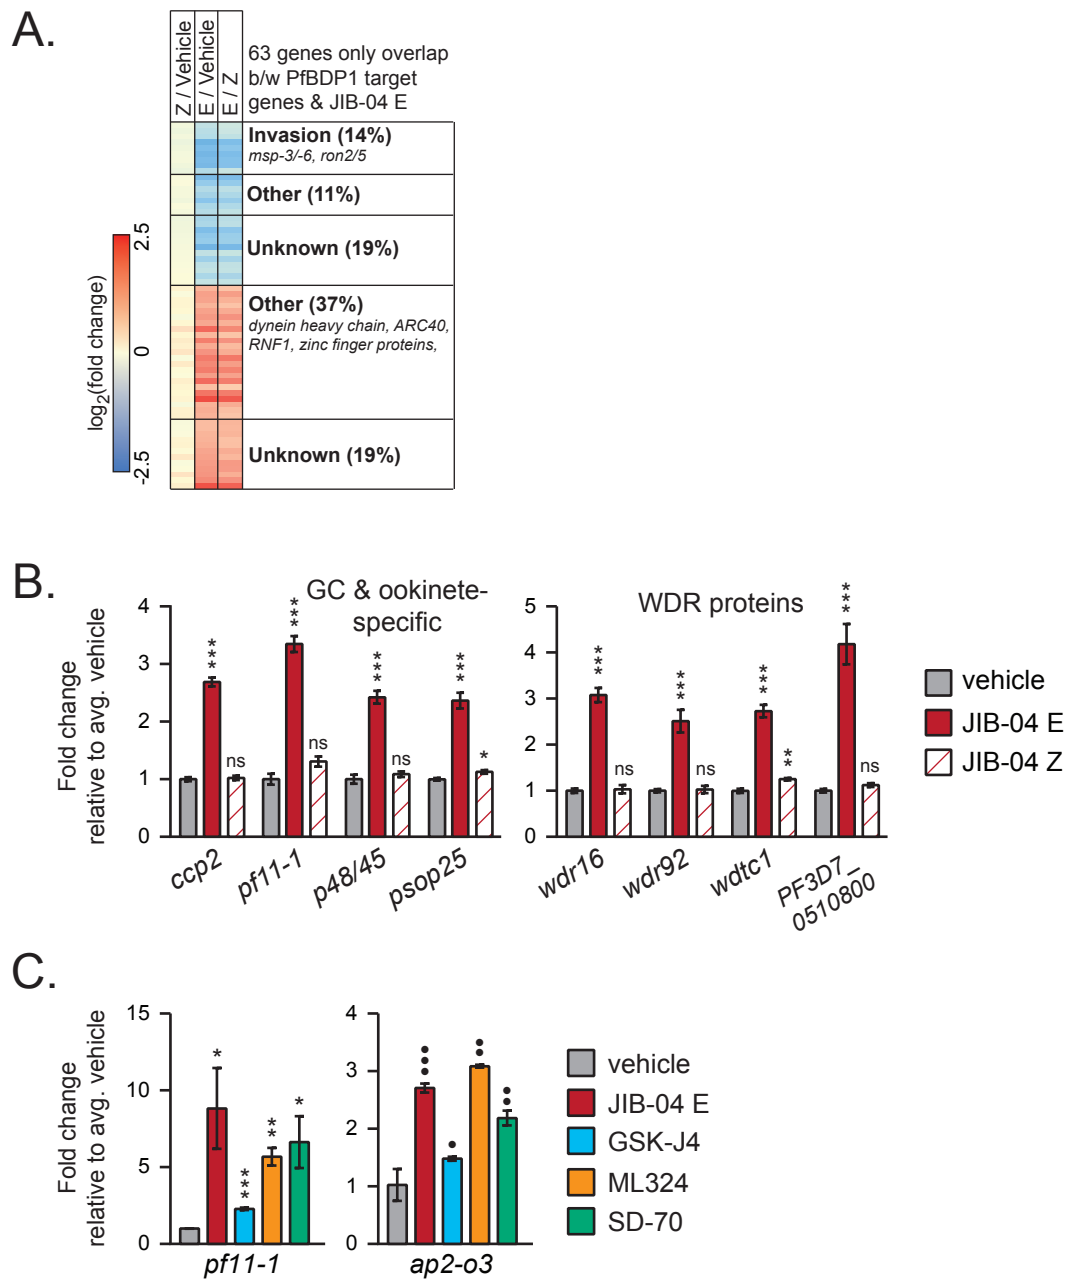 A.
Z / Vehicle
E / Vehicle
E / Z
63 genes only overlap
b/w PfBDP1 target
genes & JIB-04 E
Invasion (14%)
msp-3/-6, ron2/5
Other (11%)
Unknown (19%)
Other (37%)
dynein heavy chain, ARC40,
RNF1, zinc finger proteins,
Unknown (19%)
log2(fold change)
2.5
0
-2.5
B.
GC & ookinete-
specific
Fold change
relative to avg. vehicle
4
3
2
1
0
***
ns
***
ns
***
ns
***
*
ccp2
pf11-1
p48/45
psop25
WDR proteins
5
4
3
2
1
0
***
ns
***
ns
***
**
***
ns
wdr16
wdr92
wdtc1
PF3D7_
0510800
vehicle
JIB-04 E
JIB-04 Z
C.
Fold change
relative to avg. vehicle
15
10
5
0
*
***
**
*
pf11-1
4
3
2
1
0
•••
•
••
••
ap2-o3
vehicle
JIB-04 E
GSK-J4
ML324
SD-70